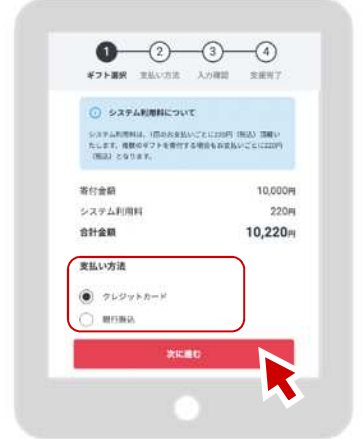 1 2 3 4
ギフト選択 支払い方法 入力確認 支援完了
システム利用料について
システム利用料は、1回のお支払いごとに220円（税込）頂戴い
たします。複数のギフトを寄付する場合もお支払いごとに220円
（税込）となります。
寄付金額 10,000円
システム利用料 220円
合計金額 10,220円
支払い方法
クレジットカード
銀行振込
次に進む